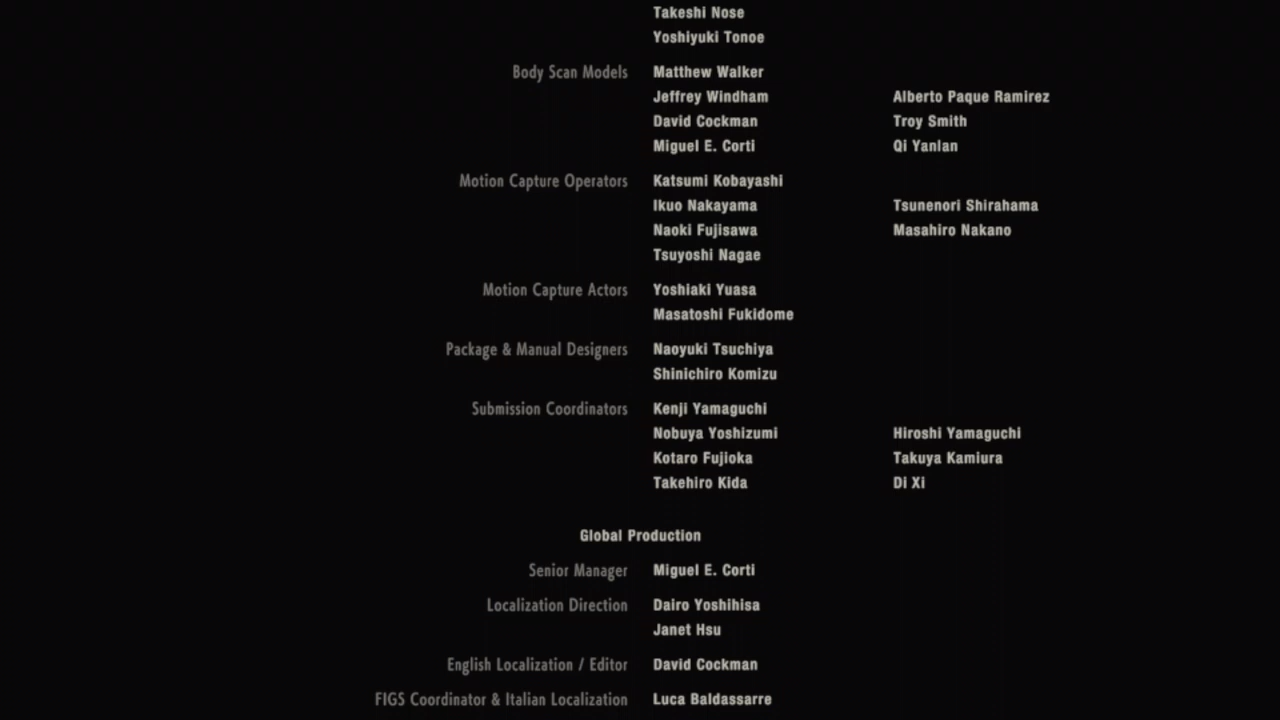 Takeshi Nose
Yoshiyuki Tonoe
Body Scan Models Matthew Walker
Jeffrey Windham Alberto Paque Ramirez
David Cockman Troy Smith
Miguel E. Corti Qi Yanlan
Motion Capture Operators Katsumi Kobayashi
Ikuo Nakayama Tsunenori Shirahama
Naoki Fujisawa Masahiro Nakano
Tsuyoshi Nagae
Motion Capture Actors Yoshiaki Yuasa
Masatoshi Fukidome
Package & Manual Designers Naoyuki Tsuchiya
Shinichiro Komizu
Submission Coordinators Kenji Yamaguchi
Nobuya Yoshizumi Hiroshi Yamaguchi
Kotaro Fujioka Takuya Kamiura
Takehiro Kida Di Xi
Global Production
Senior Manager Miguel E. Corti
Localization Direction Dairo Yoshihisa
Janet Hsu
English Localization / Editor David Cockman
FIGS Coordinator & Italian Localization Luca Baldassarre